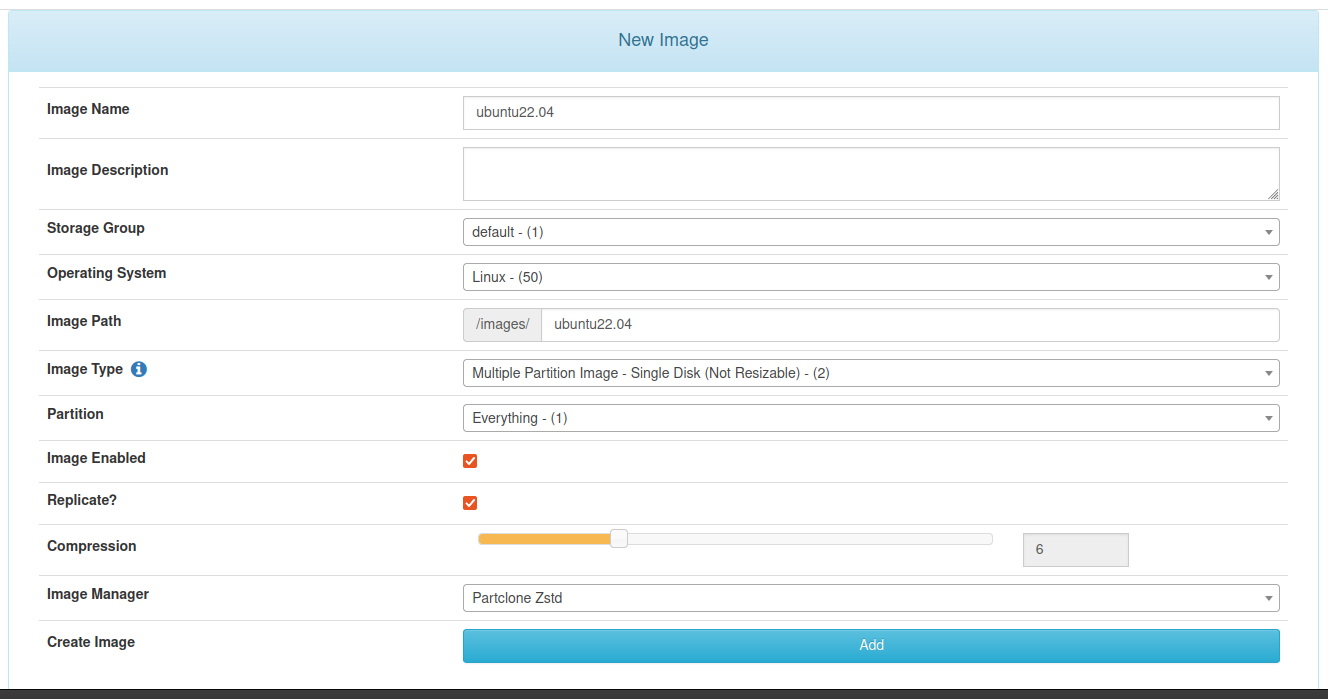 New Image
Image Name
ubuntu22.04
Image Description
Storage Group
default - (1)
Operating System
Linux - (50)
Image Path
/images/ ubuntu22.04
Image Type
Multiple Partition Image - Single Disk (Not Resizable) - (2)
Partition
Everything - (1)
Image Enabled
Replicate?
Compression
6
Image Manager
Partclone Zstd
Create Image
Add